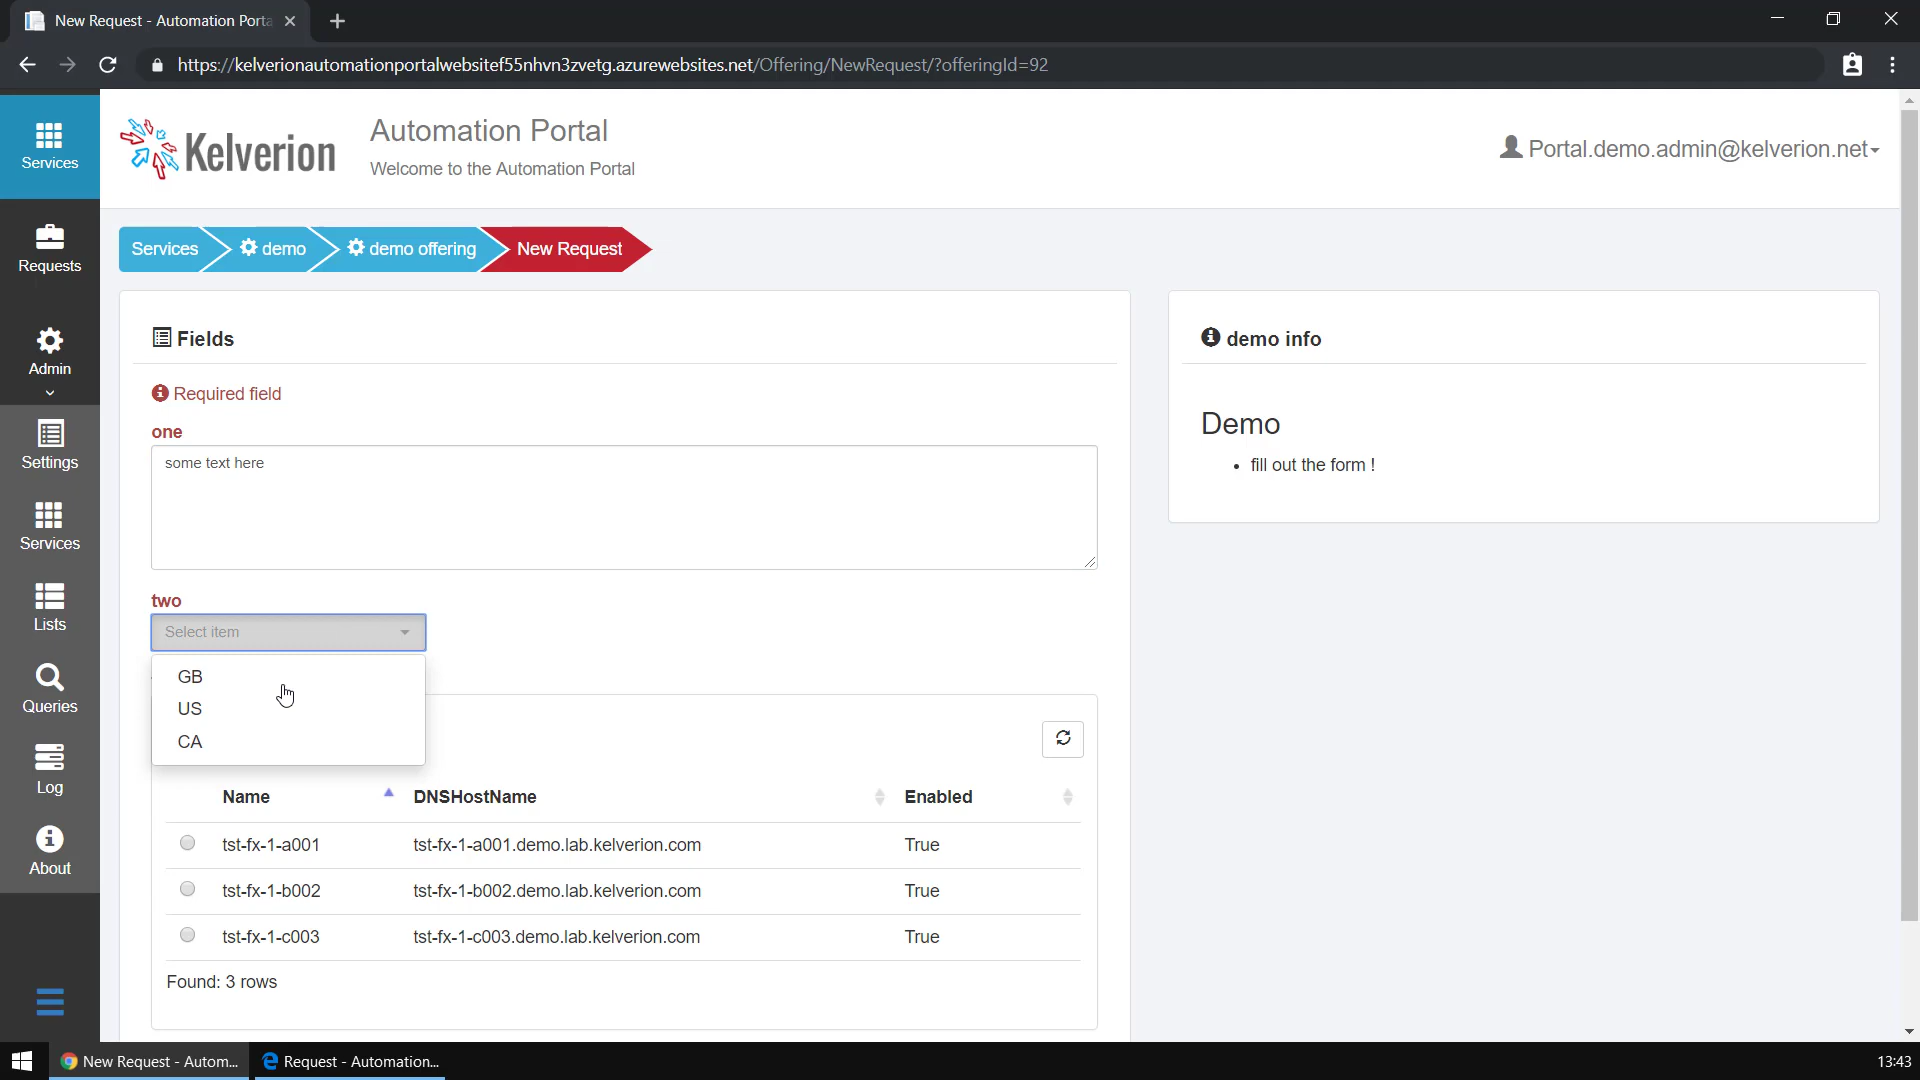 New Request - Automation Porta
https://kelverionautomationportalwebsitef55nhvn3zvetg.azurewebsites.net/Offering/NewRequest/?offeringId=92
Services
Kelverion
Automation Portal
Welcome to the Automation Portal
Portal.demo.admin@kelverion.net
Requests
Admin
Settings
Services
Lists
Queries
Log
About
Services
demo
demo offering
New Request
Fields
Required field
one
some text here
two
Select item
GB
US
CA
Name DNSHostName Enabled
tst-fx-1-a001 tst-fx-1-a001.demo.lab.kelverion.com True
tst-fx-1-b002 tst-fx-1-b002.demo.lab.kelverion.com True
tst-fx-1-c003 tst-fx-1-c003.demo.lab.kelverion.com True
Found: 3 rows
demo info
Demo
• fill out the form !
New Request - Autom...
Request - Automation...
13:43